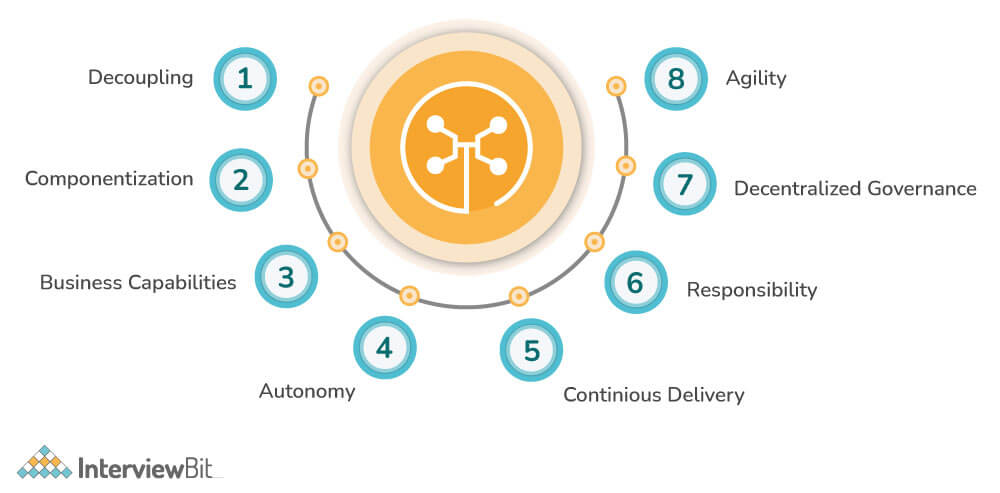 Decoupling
1
Componentization
2
Business Capabilities
3
Autonomy
4
5
Continious Delivery
6
Responsibility
7
Decentralized Governance
8
Agility
InterviewBit